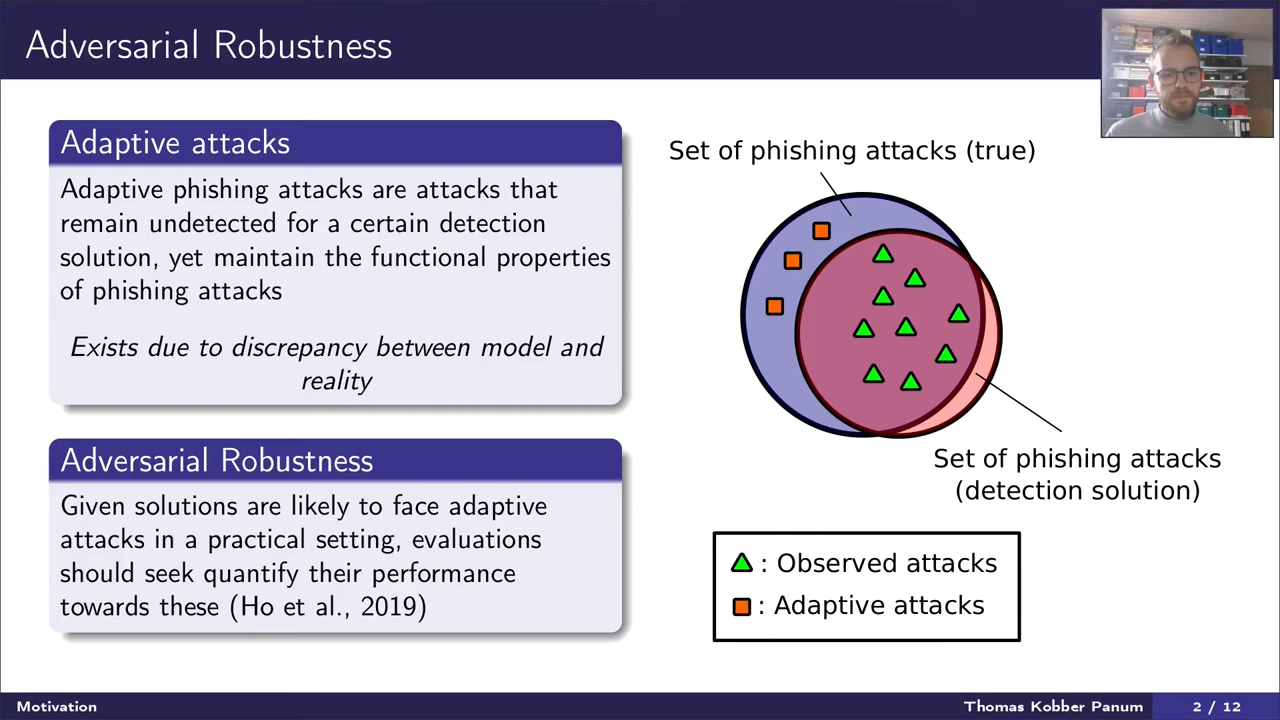 Adversarial Robustness
Adaptive attacks
Adaptive phishing attacks are attacks that
remain undetected for a certain detection
solution, yet maintain the functional properties
of phishing attacks
Exists due to discrepancy between model and
reality
Adversarial Robustness
Given solutions are likely to face adaptive
attacks in a practical setting, evaluations
should seek quantify their performance
towards these (Ho et al., 2019)
Set of phishing attacks (true)
Set of phishing attacks
(detection solution)
: Observed attacks
: Adaptive attacks
Motivation
Thomas Kobber Panum
2 / 12